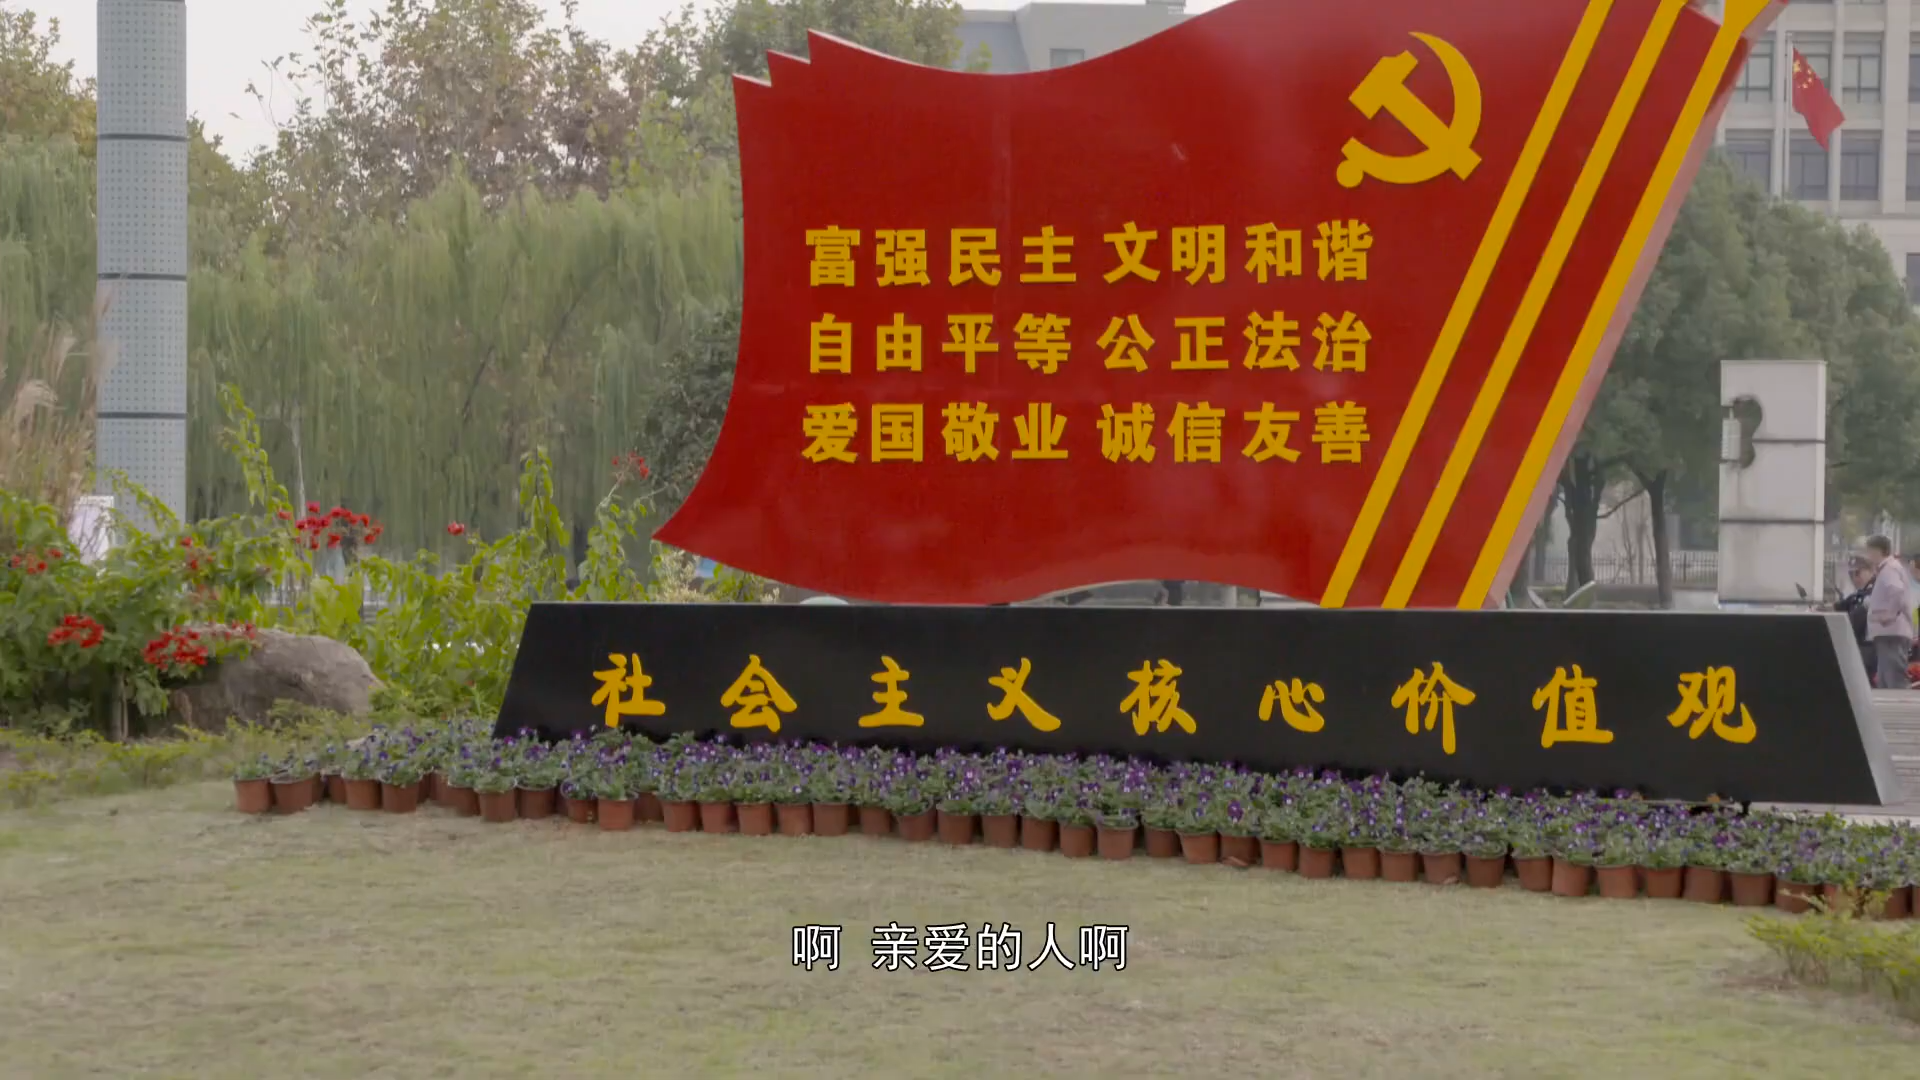 富强民主 文明和谐
自由平等 公正法治
爱国敬业 诚信友善
社会主义核心价值观
啊 亲爱的人啊